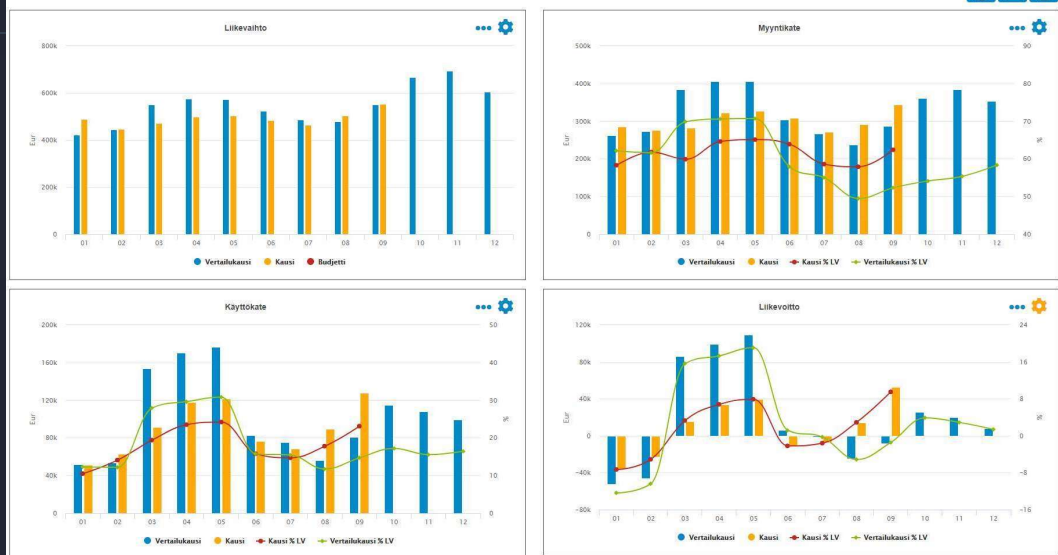 Liikevaihto
800k
600k
400k
200k
0
Eur
01 02 03 04 05 06 07 08 09 10 11 12
Vertailukausi Kausi Budjetti
Myyntikate
500k 90
400k 80
300k 70
200k 60
100k 50
0 40
Eur %
01 02 03 04 05 06 07 08 09 10 11 12
Vertailukausi Kausi Kausi % LV Vertailukausi % LV
Käyttökate
200k 50
160k 40
120k 30
80k 20
40k 10
0 0
Eur %
01 02 03 04 05 06 07 08 09 10 11 12
Vertailukausi Kausi Kausi % LV Vertailukausi % LV
Liikevoitto
120k 24
80k 16
40k 8
0 0
-40k -8
-80k -16
Eur %
01 02 03 04 05 06 07 08 09 10 11 12
Vertailukausi Kausi Kausi % LV Vertailukausi % LV